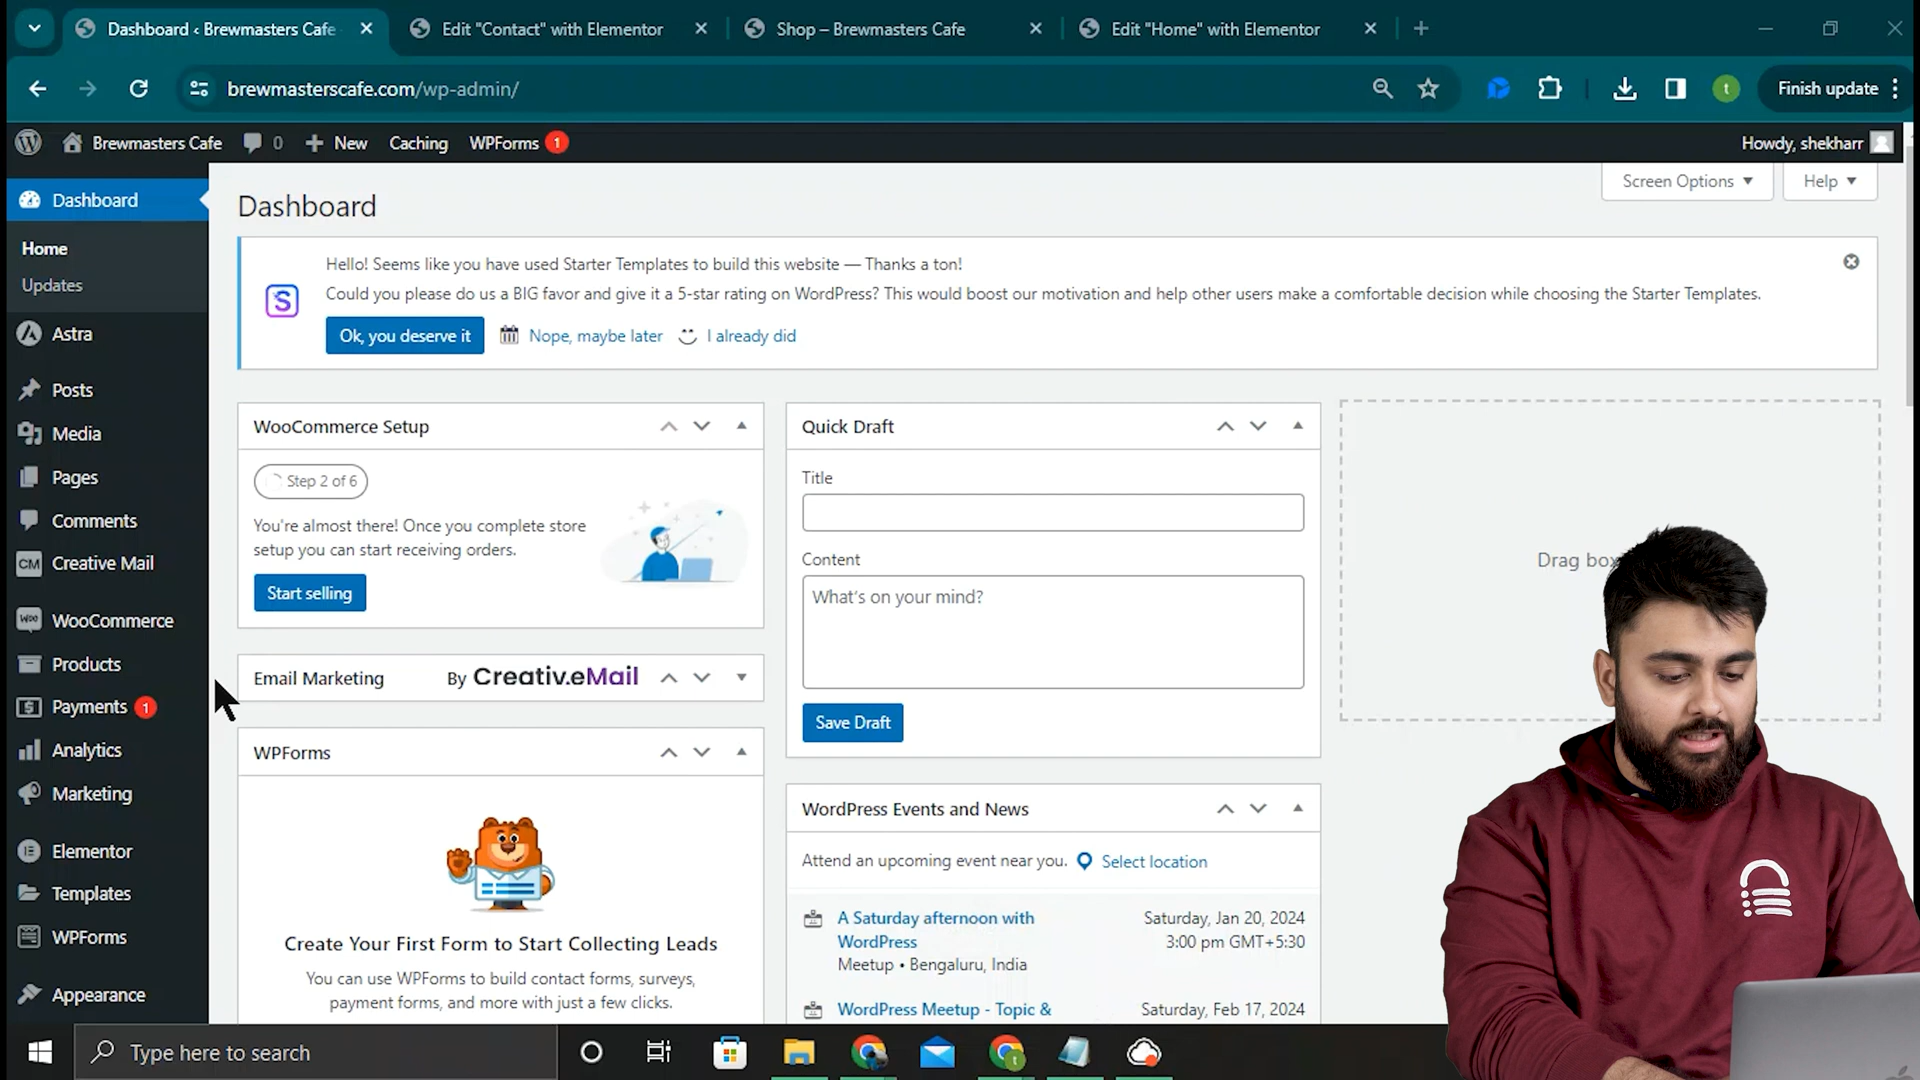 Dashboard ‹ Brewmasters Cafe
Edit "Contact" with Elementor
Shop – Brewmasters Cafe
Edit "Home" with Elementor
brewmasterscafe.com/wp-admin/
t
Finish update
Brewmasters Cafe
0
New
Caching
WPForms 1
Howdy, shekharr
Dashboard
Home
Updates
Astra
Posts
Media
Pages
Comments
CM Creative Mail
Woo WooCommerce
Products
Payments 1
Analytics
Marketing
Elementor
Templates
WPForms
Appearance
Dashboard
Screen Options
Help
S
Hello! Seems like you have used Starter Templates to build this website — Thanks a ton!
Could you please do us a BIG favor and give it a 5-star rating on WordPress? This would boost our motivation and help other users make a comfortable decision while choosing the Starter Templates.
Ok, you deserve it
Nope, maybe later
I already did
WooCommerce Setup
Step 2 of 6
You're almost there! Once you complete store
setup you can start receiving orders.
Start selling
Email Marketing
By Creativ.eMail
WPForms
Create Your First Form to Start Collecting Leads
You can use WPForms to build contact forms, surveys,
payment forms, and more with just a few clicks.
Quick Draft
Title
Content
What's on your mind?
Save Draft
WordPress Events and News
Attend an upcoming event near you.
Select location
A Saturday afternoon with
WordPress
Meetup • Bengaluru, India
Saturday, Jan 20, 2024
3:00 pm GMT+5:30
WordPress Meetup - Topic &
Saturday, Feb 17, 2024
Drag
Type here to search
t